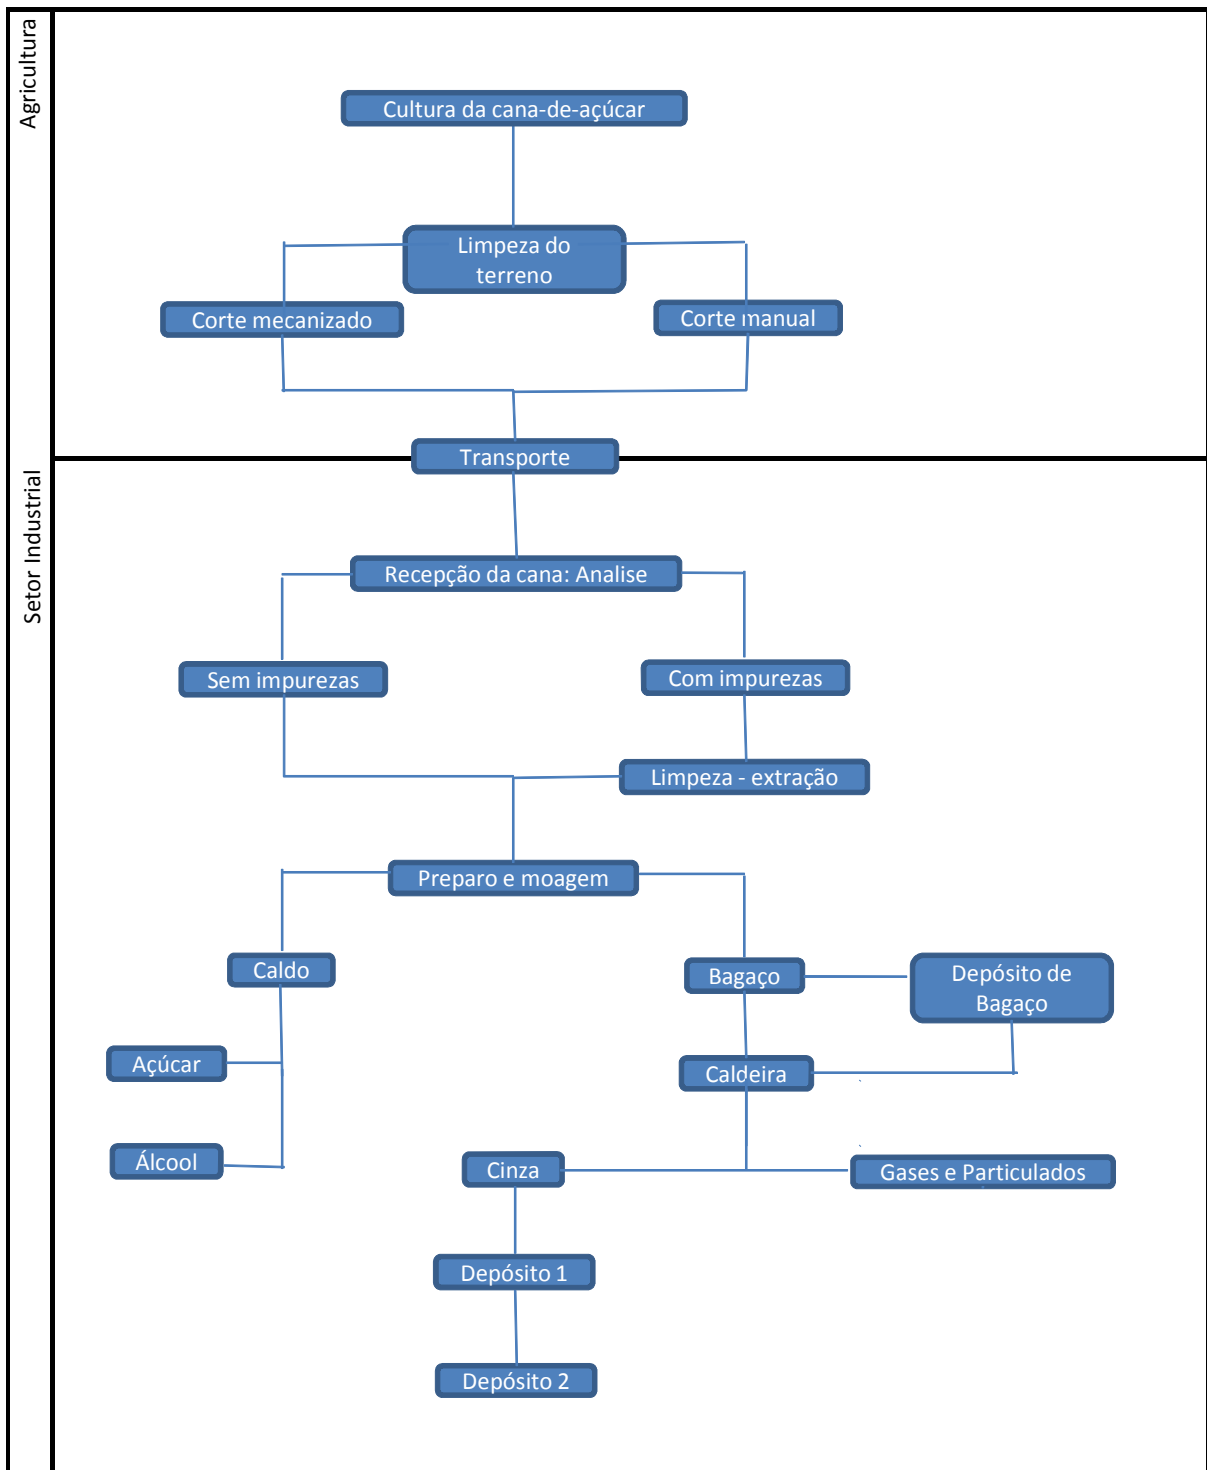 Agricultura
Cultura da cana-de-açúcar
Limpeza do
terreno
Corte mecanizado
Corte manual
Transporte
Setor Industrial
Recepção da cana: Analise
Sem impurezas
Com impurezas
Limpeza - extração
Preparo e moagem
Caldo
Bagaço
Depósito de
Bagaço
Açúcar
Caldeira
Álcool
Cinza
Gases e Particulados
Depósito 1
Depósito 2